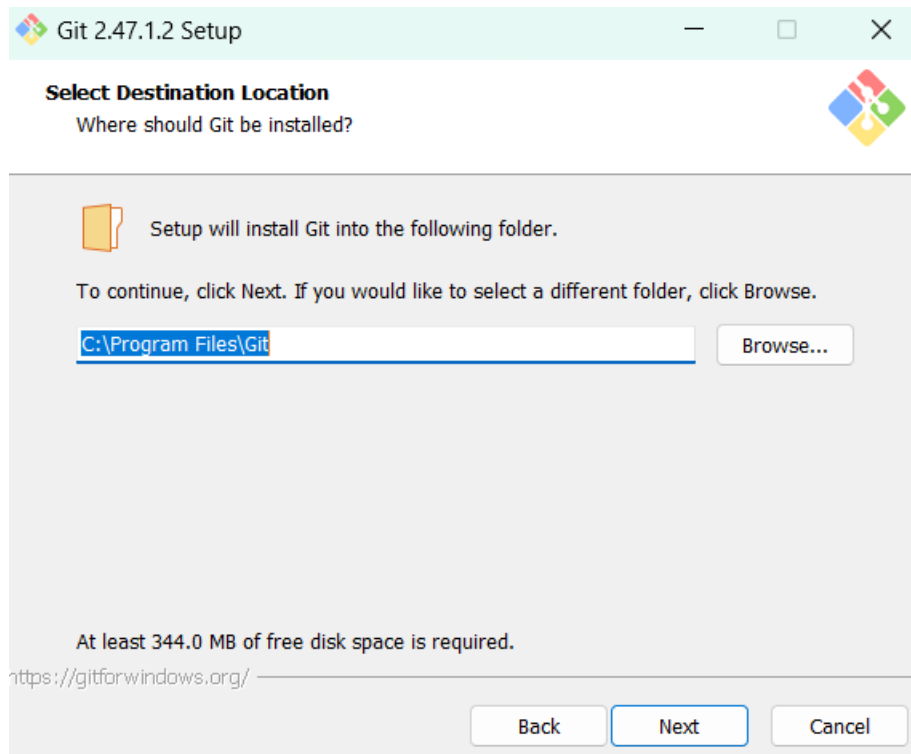 Git 2.47.1.2 Setup
Select Destination Location
Where should Git be installed?
Setup will install Git into the following folder.
To continue, click Next. If you would like to select a different folder, click Browse.
C:\Program Files\Git
Browse...
At least 344.0 MB of free disk space is required.
https://gitforwindows.org/
Back
Next
Cancel